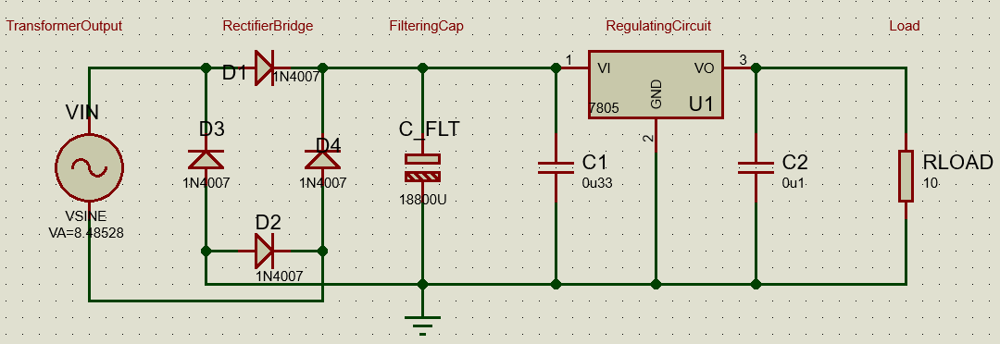 TransformerOutput
RectifierBridge
FilteringCap
RegulatingCircuit
Load
VIN
VSINE
VA=8.48528
D1
1N4007
D3
1N4007
D4
1N4007
D2
1N4007
C_FLT
18800U
C1
0u33
1
VI
VO
3
GND
7805
U1
2
C2
0u1
RLOAD
10